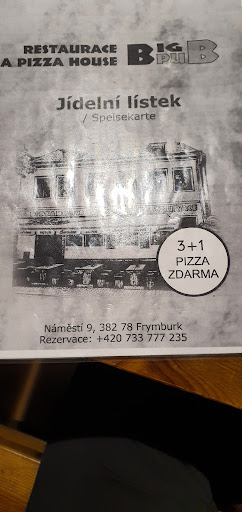 RESTAURACE
A PIZZA HOUSE
BIG PUB
Jídelní lístek
/ Speisekarte
3+1
PIZZA
ZDARMA
Náměstí 9, 382 78 Frymburk
Rezervace: +420 733 777 235